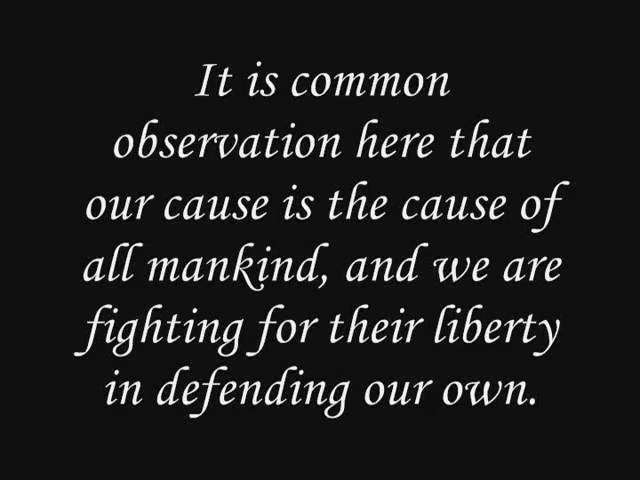 It is common
observation here that
our cause is the cause of
all mankind, and we are
fighting for their liberty
in defending our own.